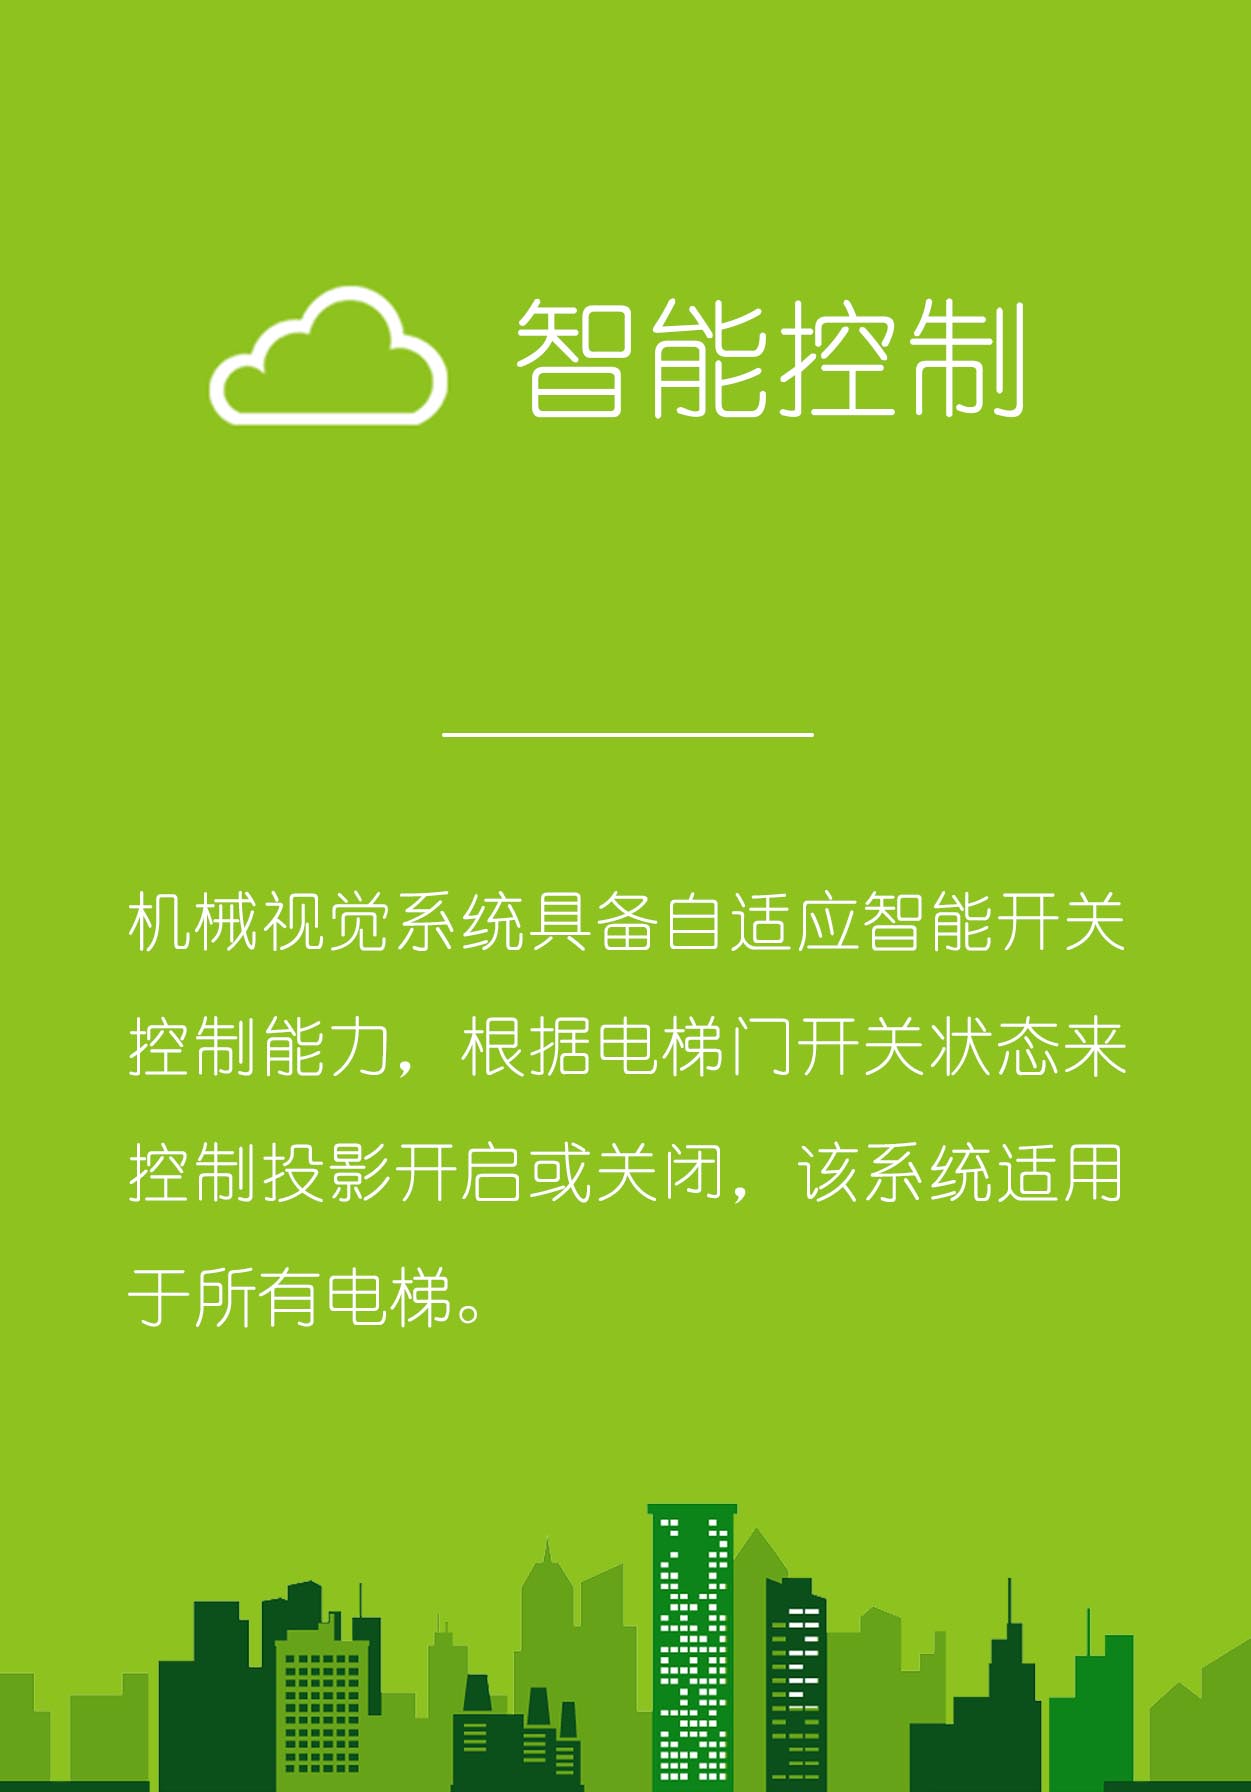 智能控制
机械视觉系统具备自适应智能开关
控制能力，根据电梯门开关状态来
控制投影开启或关闭，该系统适用
于所有电梯。